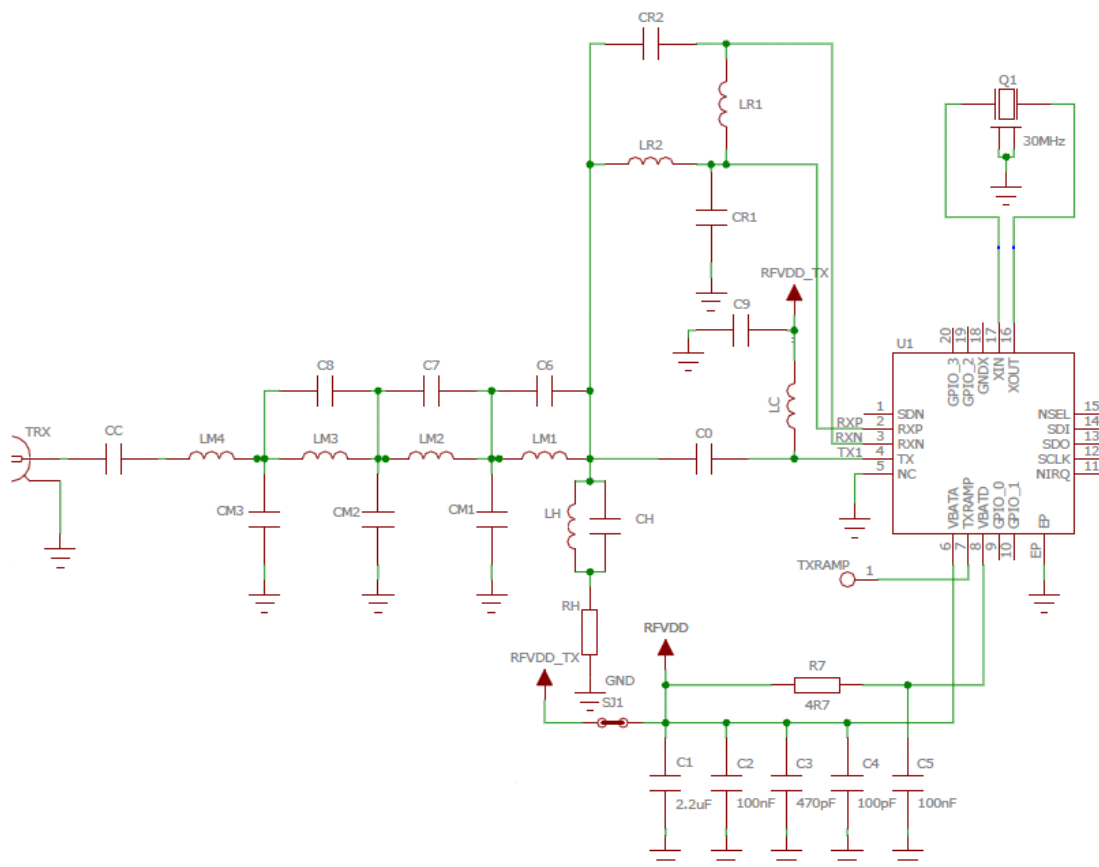 CR2
Q1
LR1
30MHz
LR2
CR1
RFVDD_TX
C9
U1
20
19
18
17
16
GPIO_3
GPIO_2
GNDX
XIN
XOUT
C8
C7
C6
LC
TRX
CC
LM4
LM3
LM2
LM1
C0
RXP
RXN
TX1
1
2
3
4
5
SDN
RXP
RXN
TX
NC
NSEL
SDI
SDO
SCLK
NIRQ
15
14
13
12
11
CM3
CM2
CM1
LH
CH
VBATA
TXRAMP
VBATD
GPIO_0
GPIO_1
EP
6
7
8
9
10
EP
TXRAMP
1
RH
RFVDD
RFVDD_TX
GND
SJ1
R7
4R7
C1
C2
C3
C4
C5
2.2uF
100nF
470pF
100pF
100nF